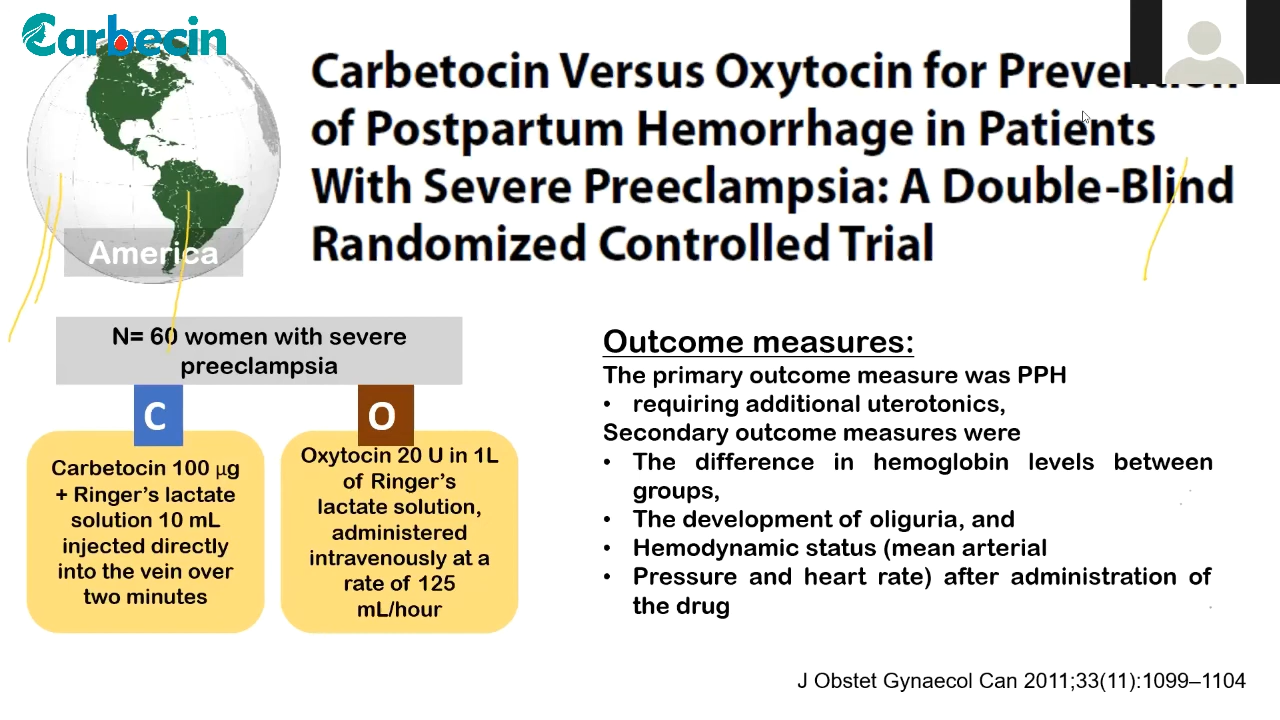 Carbecin
Carbetocin Versus Oxytocin for Prevention
of Postpartum Hemorrhage in Patients
With Severe Preeclampsia: A Double-Blind
Randomized Controlled Trial
America
N= 60 women with severe
preeclampsia
C
Carbetocin 100 µg
+ Ringer's lactate
solution 10 mL
injected directly
into the vein over
two minutes
O
Oxytocin 20 U in 1L
of Ringer's
lactate solution,
administered
intravenously at a
rate of 125
mL/hour
Outcome measures:
The primary outcome measure was PPH
• requiring additional uterotonics,
Secondary outcome measures were
• The difference in hemoglobin levels between
groups,
• The development of oliguria, and
• Hemodynamic status (mean arterial
• Pressure and heart rate) after administration of
the drug
J Obstet Gynaecol Can 2011;33(11):1099–1104